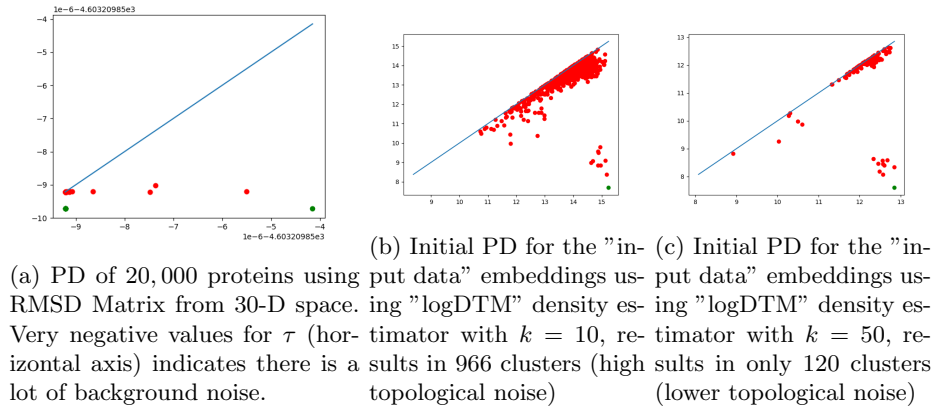 1e-6-4.60320985e3
−4
−5
−6
−7
−8
−9
−10
−9
−8
−7
−6
−5
−4
1e-6-4.60320985e3
15
14
13
12
11
10
9
8
9
10
11
12
13
14
15
13
12
11
10
9
8
8
9
10
11
12
13
(a) PD of 20,000 proteins using
RMSD Matrix from 30-D space.
Very negative values for τ (hor-
izontal axis) indicates there is a
lot of background noise.
(b) Initial PD for the ”in-
put data” embeddings us-
ing ”logDTM” density es-
timator with k = 10, re-
sults in 966 clusters (high
topological noise)
(c) Initial PD for the ”in-
put data” embeddings us-
ing ”logDTM” density es-
timator with k = 50, re-
sults in only 120 clusters
(lower topological noise)